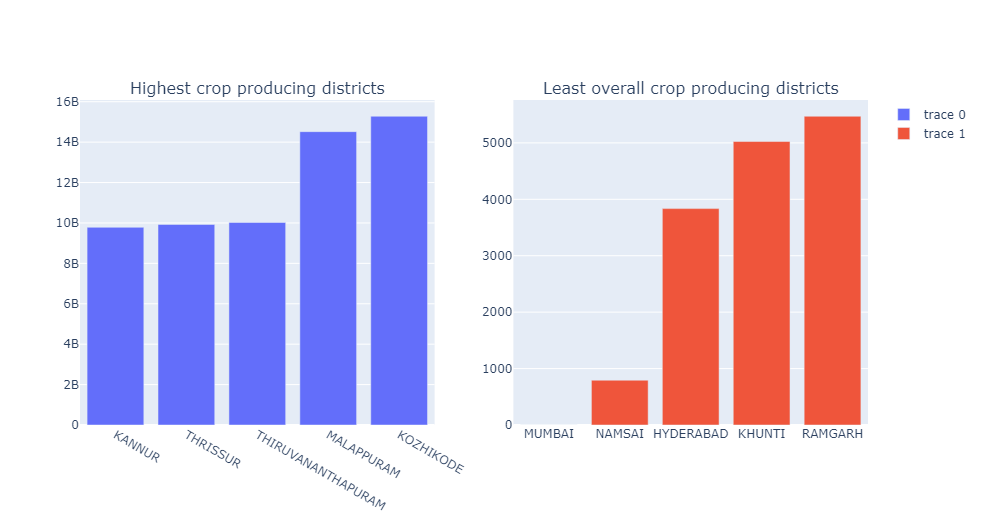 Highest crop producing districts
16B
14B
12B
10B
8B
6B
4B
2B
0
KANNUR
THRISSUR
THIRUVANANTHAPURAM
MALAPPURAM
KOZHIKODE
Least overall crop producing districts
5000
4000
3000
2000
1000
0
MUMBAI
NAMSAI
HYDERABAD
KHUNTI
RAMGARH
trace 0
trace 1